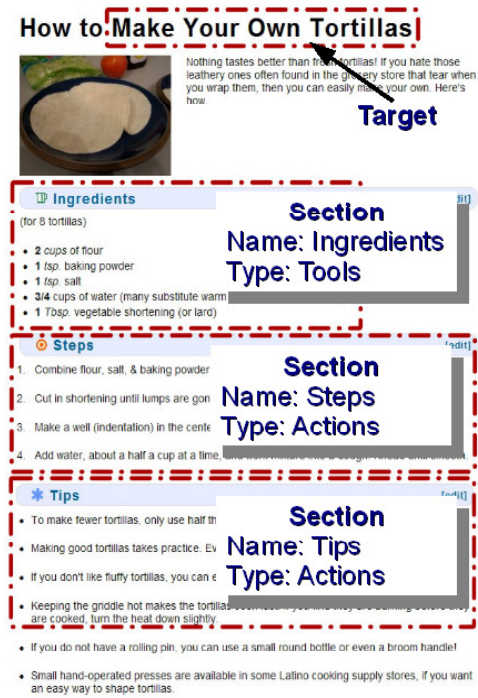 How to Make Your Own Tortillas
Nothing tastes better than fresh tortillas! If you hate those
leathery ones often found in the grocery store that tear when
you wrap them, then you can easily make your own. Here's
how.
Target
Ingredients
[edit]
(for 8 tortillas)
Section
Name: Ingredients
Type: Tools
• 2 cups of flour
• 1 tsp. baking powder
• 1 tsp. salt
• 3/4 cups of water (many substitute warm
• 1 Tbsp. vegetable shortening (or lard)
Steps
[edit]
Section
Name: Steps
Type: Actions
1. Combine flour, salt, & baking powder
2. Cut in shortening until lumps are gon
3. Make a well (indentation) in the cente
4. Add water, about a half a cup at a time,
Tips
[edit]
Section
Name: Tips
Type: Actions
• To make fewer tortillas, only use half th
• Making good tortillas takes practice. Ev
• If you don't like fluffy tortillas, you can e
• Keeping the griddle hot makes the tortillas
are cooked, turn the heat down slightly.
• If you do not have a rolling pin, you can use a small round bottle or even a broom handle!
• Small hand-operated presses are available in some Latino cooking supply stores, if you want
an easy way to shape tortillas.